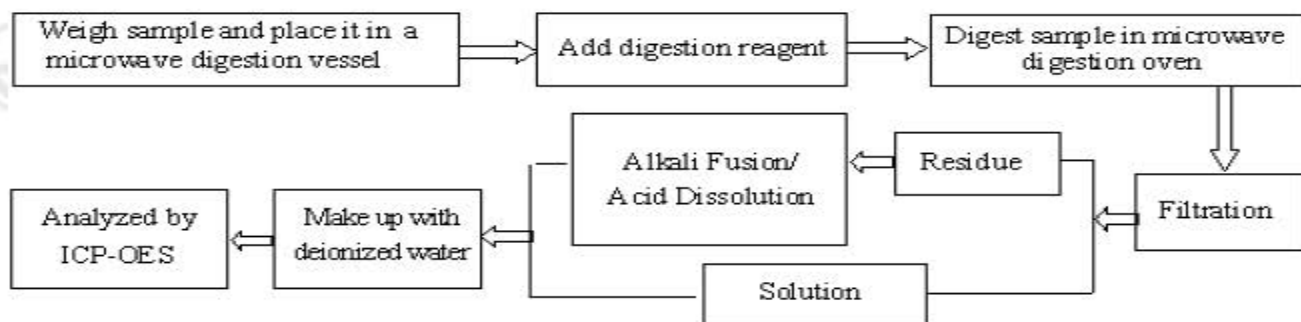 Weigh sample and place it in a
microwave digestion vessel
Add digestion reagent
Digest sample in microwave
digestion oven
Filtration
Residue
Alkali Fusion/
Acid Dissolution
Solution
Make up with
deionized water
Analyzed by
ICP-OES